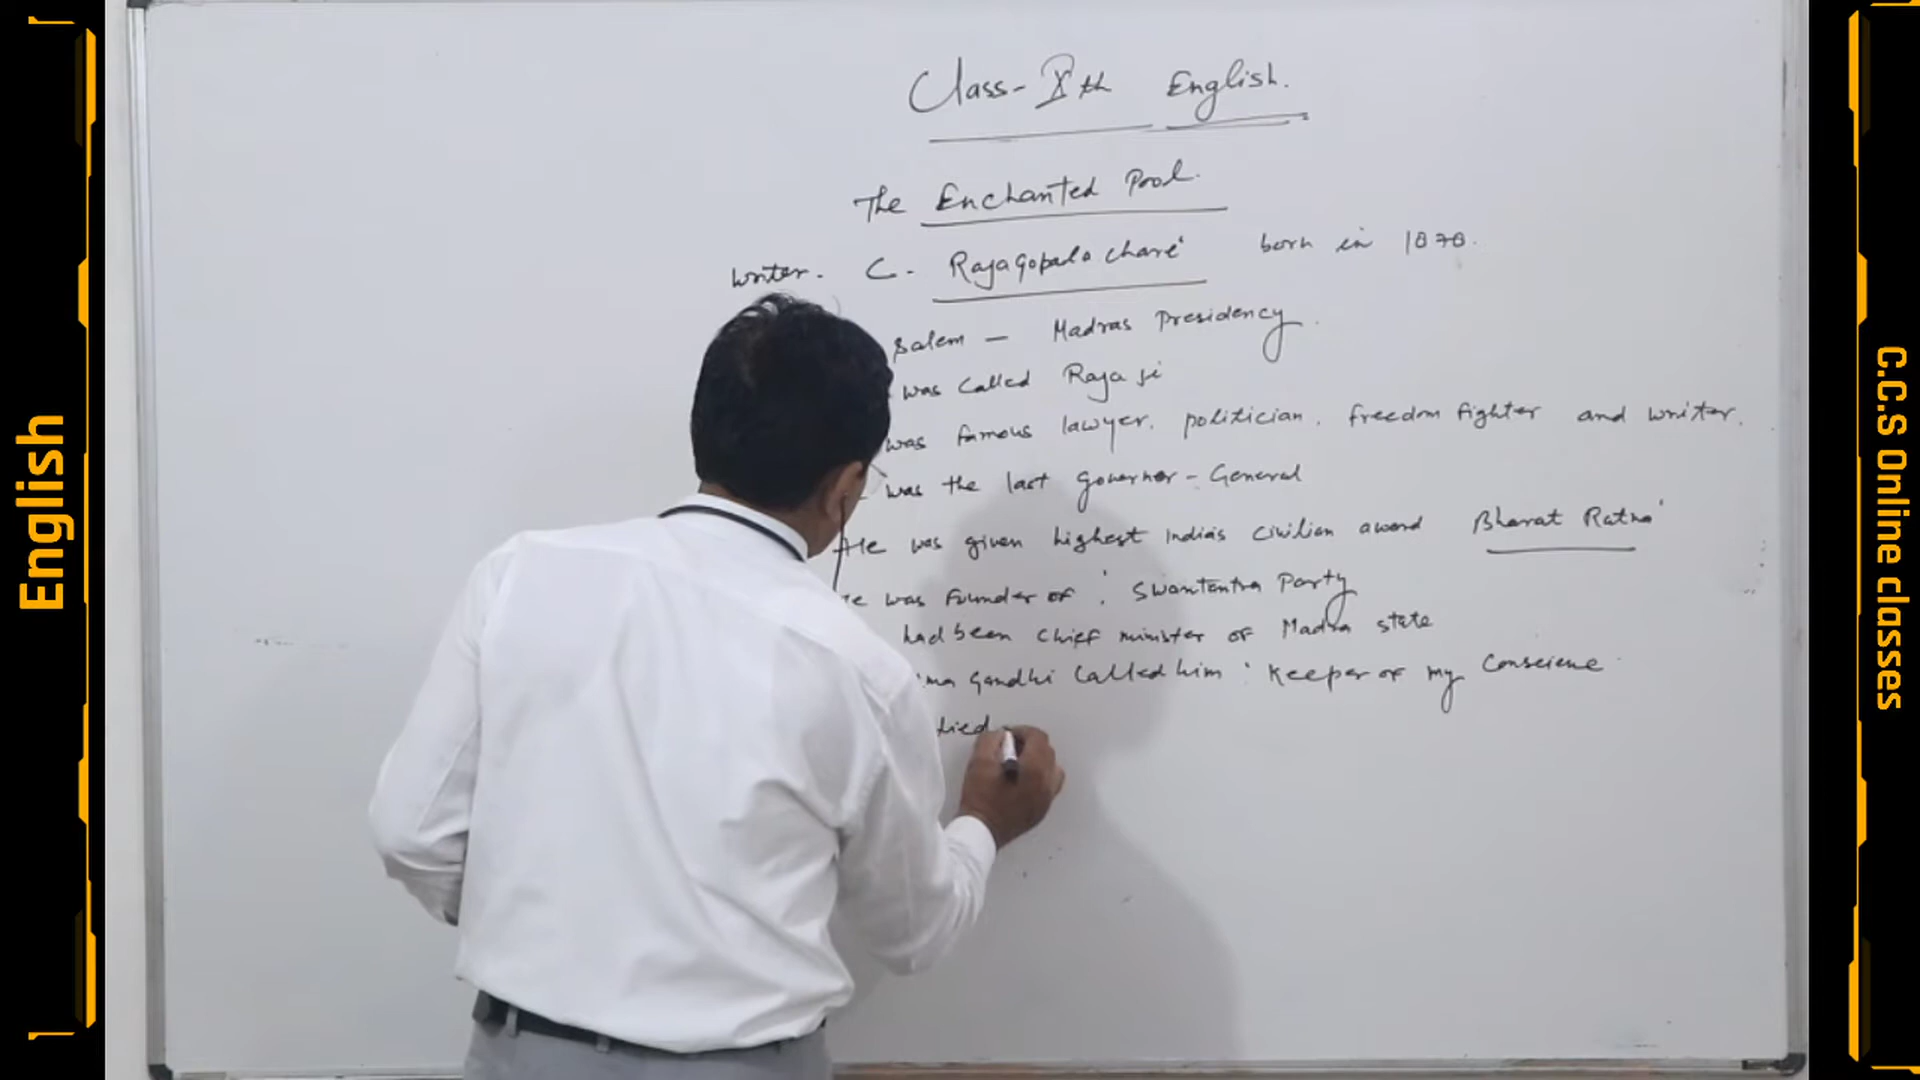 English
Class-Xth English.
The Enchanted Pool.
Writer. C. Rajagopalachari born in 1878.
Salem - Madras Presidency.
was called Raja ji
was famous lawyer, politician, freedom fighter and writer.
was the last Governor-General
He was given highest India's civilian award Bharat Ratna'
was founder of ' Swantantra Party
had been chief minister of Madra state
Gandhi called him ' Keeper of my Consciene
died
C.C.S Online classes